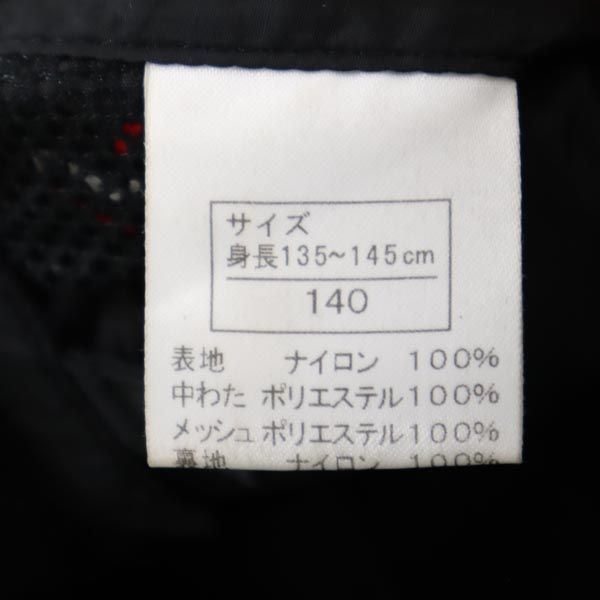 サイズ
身長135~145cm
140
表地 ナイロン 100%
中わた ポリエステル100%
メッシュ ポリエステル100%
裏地 ナイロン 100%